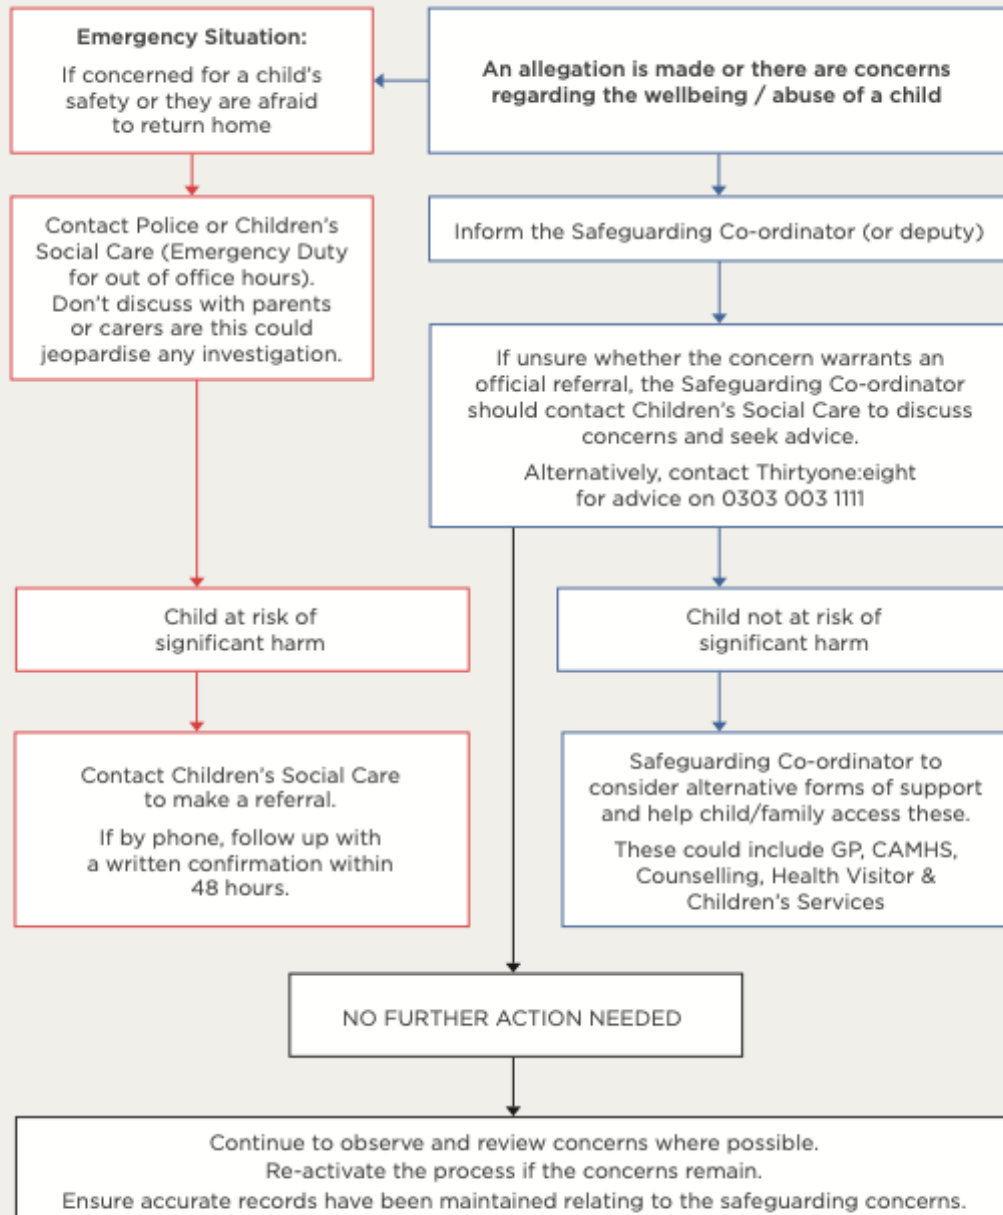 Emergency Situation:
If concerned for a child's
safety or they are afraid
to return home
An allegation is made or there are concerns
regarding the wellbeing / abuse of a child
Contact Police or Children's
Social Care (Emergency Duty
for out of office hours).
Don't discuss with parents
or carers are this could
jeopardise any investigation.
Inform the Safeguarding Co-ordinator (or deputy)
If unsure whether the concern warrants an
official referral, the Safeguarding Co-ordinator
should contact Children's Social Care to discuss
concerns and seek advice.
Alternatively, contact Thirtyone:eight
for advice on 0303 003 1111
Child at risk of
significant harm
Child not at risk of
significant harm
Contact Children's Social Care
to make a referral.
If by phone, follow up with
a written confirmation within
48 hours.
Safeguarding Co-ordinator to
consider alternative forms of support
and help child/family access these.
These could include GP, CAMHS,
Counselling, Health Visitor &
Children's Services
NO FURTHER ACTION NEEDED
Continue to observe and review concerns where possible.
Re-activate the process if the concerns remain.
Ensure accurate records have been maintained relating to the safeguarding concerns.